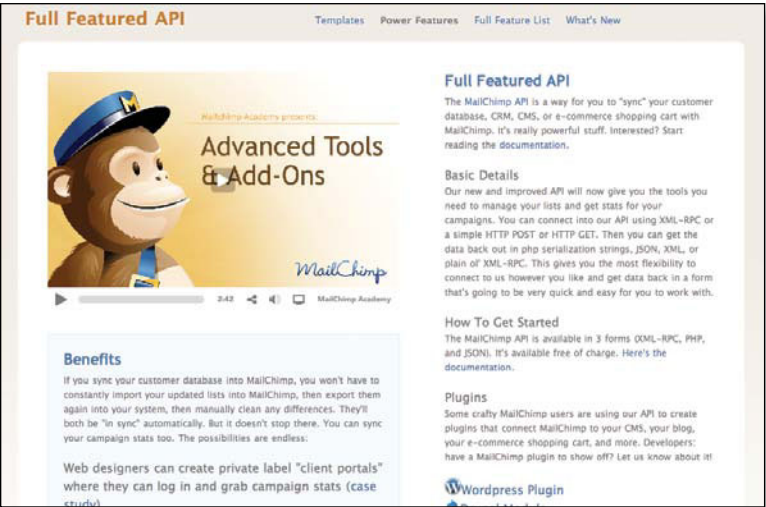 Full Featured API
Templates Power Features Full Feature List What's New
Mailchimp Academy presents:
Advanced Tools
& Add-Ons
MailChimp
2:42 MailChimp Academy
Benefits
If you sync your customer database into MailChimp, you won't have to
constantly import your updated lists into MailChimp, then export them
again into your system, then manually clean any differences. They'll
both be "in sync" automatically. But it doesn't stop there. You can sync
your campaign stats too. The possibilities are endless:
Web designers can create private label "client portals"
where they can log in and grab campaign stats (case
study)
Full Featured API
The MailChimp API is a way for you to "sync" your customer
database, CRM, CMS, or e-commerce shopping cart with
MailChimp. It's really powerful stuff. Interested? Start
reading the documentation.
Basic Details
Our new and improved API will now give you the tools you
need to manage your lists and get stats for your
campaigns. You can connect into our API using XML-RPC or
a simple HTTP POST or HTTP GET. Then you can get the
data back out in php serialization strings, JSON, XML, or
plain ol' XML-RPC. This gives you the most flexibility to
connect to us however you like and get data back in a form
that's going to be very quick and easy for you to work with.
How To Get Started
The MailChimp API is available in 3 forms (XML-RPC, PHP,
and JSON). It's available free of charge. Here's the
documentation.
Plugins
Some crafty MailChimp users are using our API to create
plugins that connect MailChimp to your CMS, your blog,
your e-commerce shopping cart, and more. Developers:
have a MailChimp plugin to show off? Let us know about it!
Wordpress Plugin